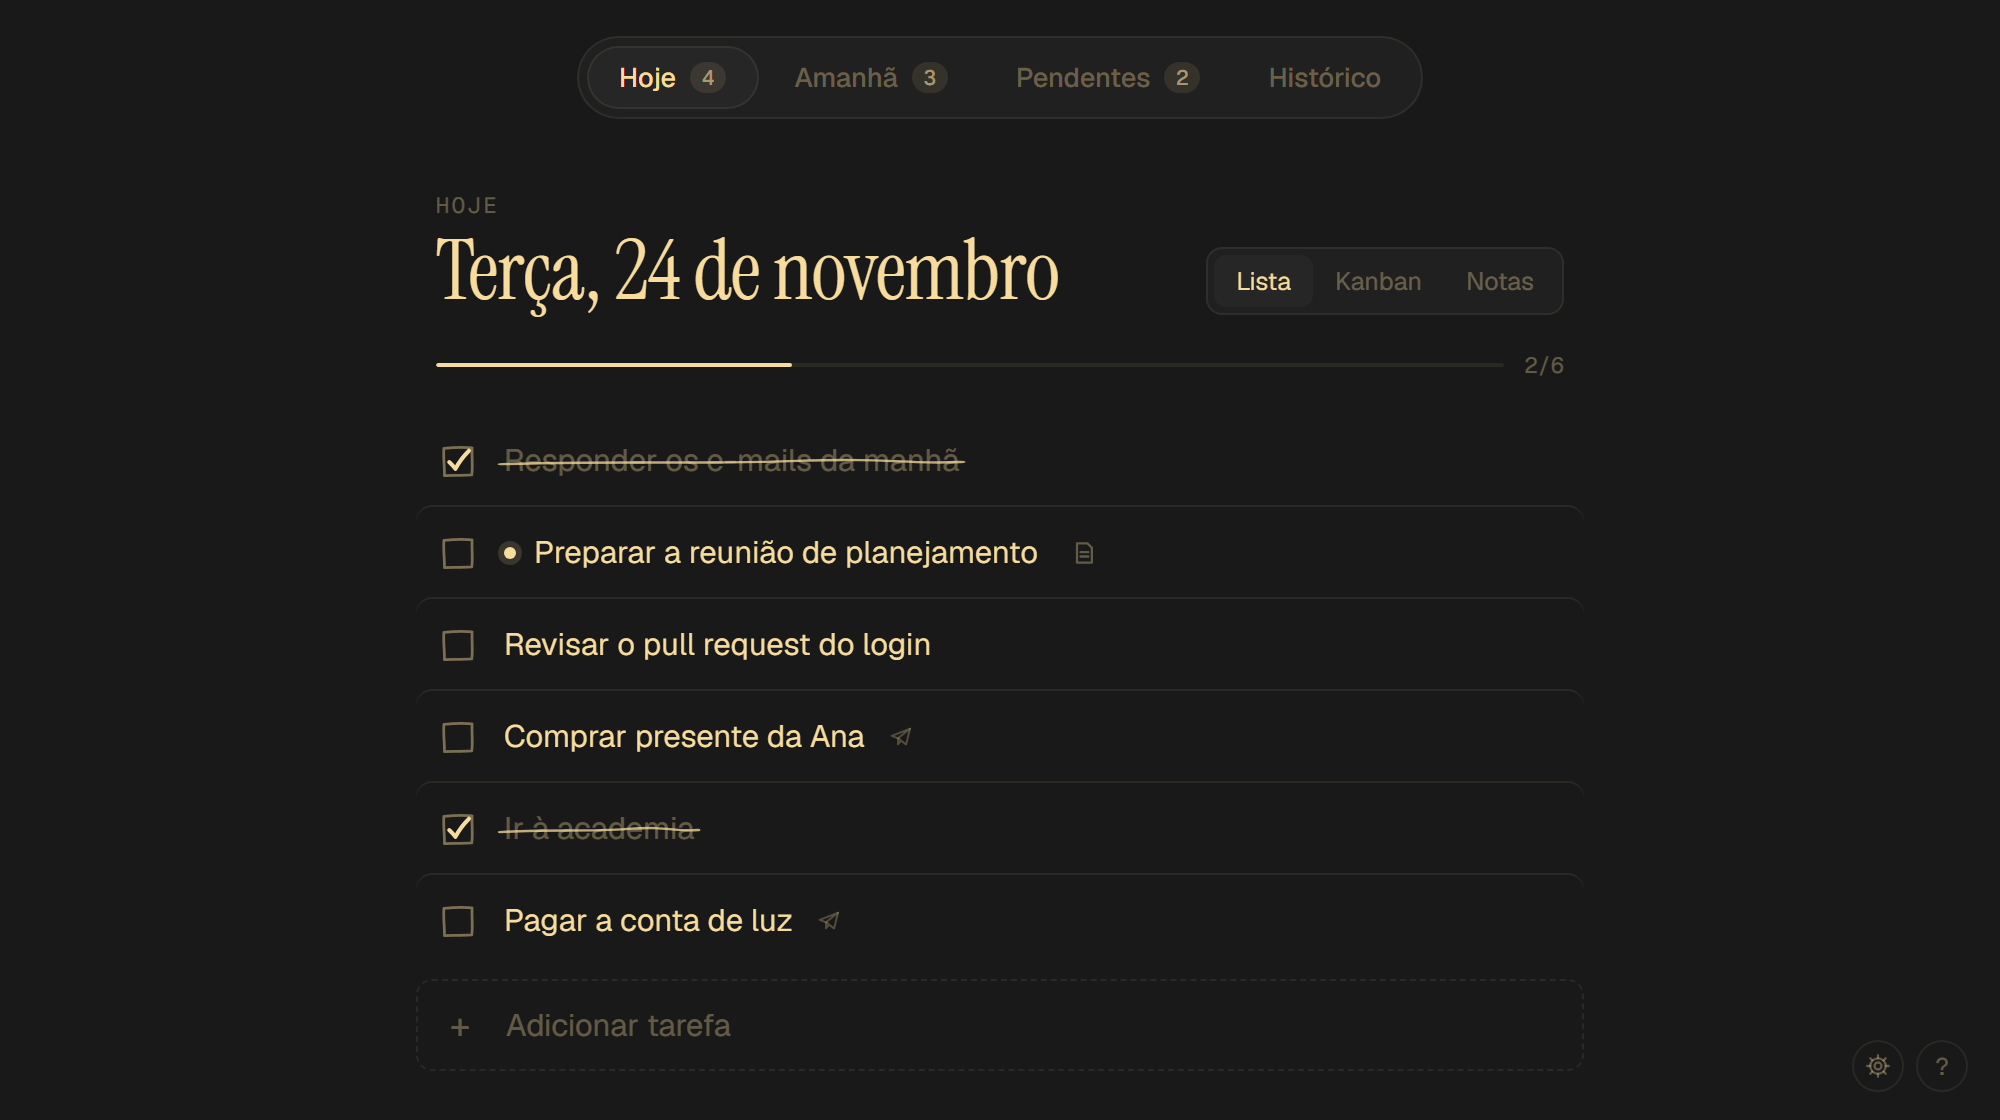 Hoje 4 Amanhã 3 Pendentes 2 Histórico
HOJE
Terça, 24 de novembro
Lista Kanban Notas
2/6
Responder os e-mails da manhã
Preparar a reunião de planejamento
Revisar o pull request do login
Comprar presente da Ana
Ir à academia
Pagar a conta de luz
+ Adicionar tarefa
?